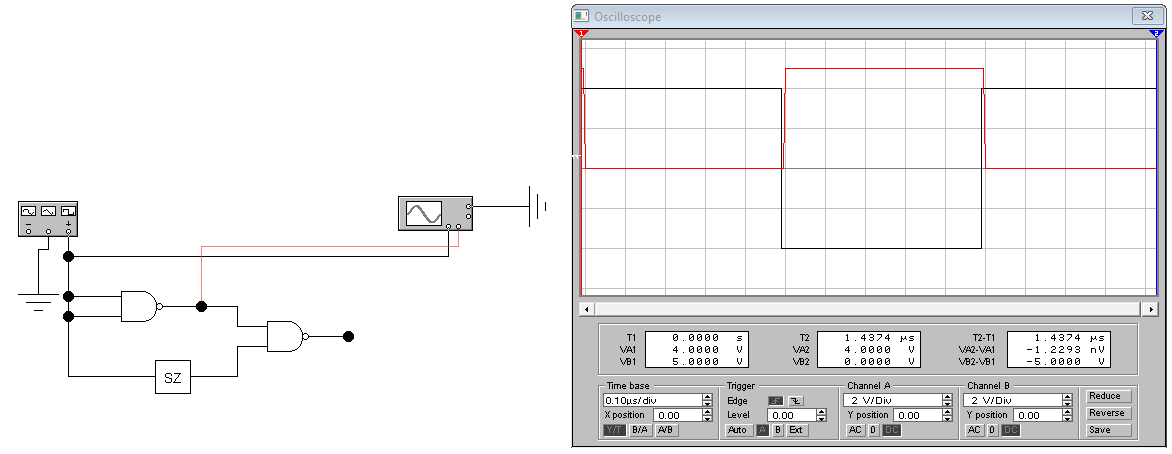 Oscilloscope
1
2
SZ
T1 0.0000 s T2 1.4374 µs T2-T1 1.4374 µs
VA1 4.0000 V VA2 4.0000 V VA2-VA1 -1.2293 nV
VB1 5.0000 V VB2 0.0000 V VB2-VB1 -5.0000 V
Time base Trigger Channel A Channel B
0.10µs/div Edge 2 V/Div 2 V/Div Reduce
X position 0.00 Level 0.00 Y position 0.00 Y position 0.00 Reverse
Y/T B/A A/B Auto A B Ext AC 0 DC AC 0 DC Save